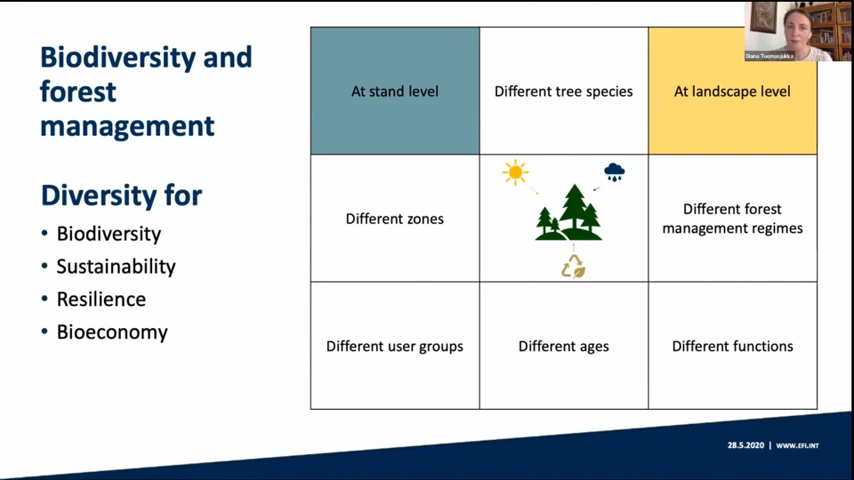 Biodiversity and
forest
management
Diversity for
• Biodiversity
• Sustainability
• Resilience
• Bioeconomy
At stand level
Different tree species
At landscape level
Different zones
Different forest
management regimes
Different user groups
Different ages
Different functions
Diana Tuomasjukka
28.5.2020 | WWW.EFI.INT